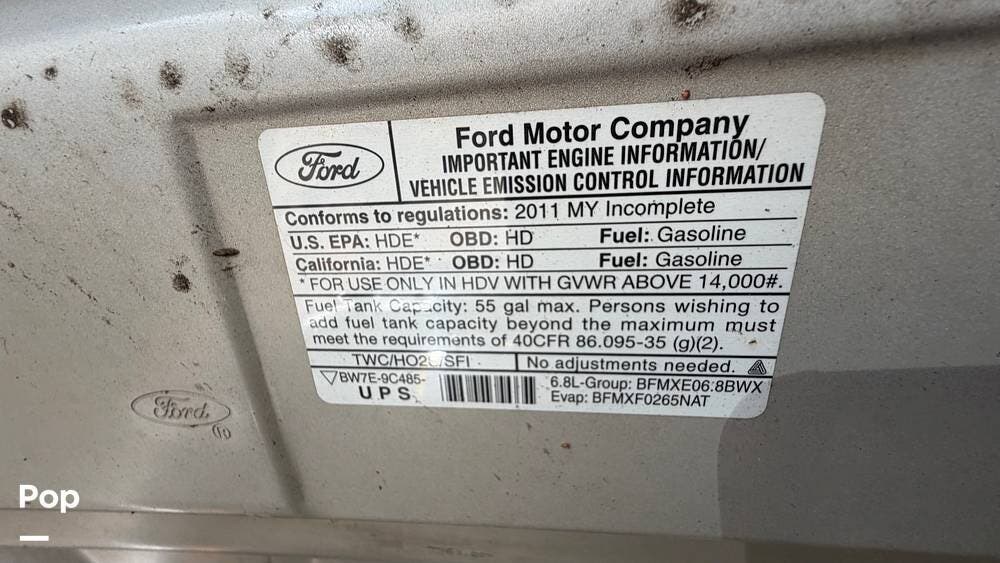 Ford
Ford Motor Company
IMPORTANT ENGINE INFORMATION/
VEHICLE EMISSION CONTROL INFORMATION
Conforms to regulations: 2011 MY Incomplete
U.S. EPA: HDE* OBD: HD Fuel: Gasoline
California: HDE* OBD: HD Fuel: Gasoline
*FOR USE ONLY IN HDV WITH GVWR ABOVE 14,000#.
Fuel Tank Capacity: 55 gal max. Persons wishing to
add fuel tank capacity beyond the maximum must
meet the requirements of 40CFR 86.095-35 (g)(2).
TWC/HO2S/SFI No adjustments needed.
BW7E-9C485-
UPS
6.8L-Group: BFMXE06.8BWX
Evap: BFMXF0265NAT
Ford
Pop